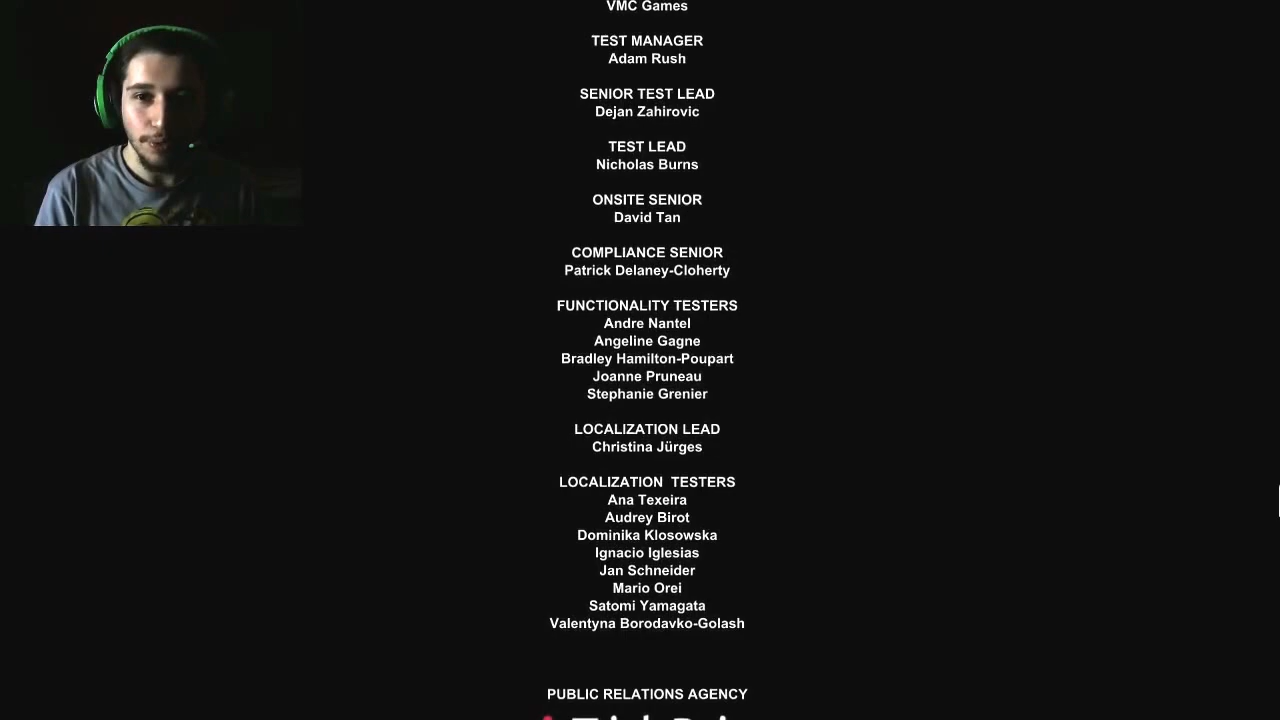 VMC Games
TEST MANAGER
Adam Rush
SENIOR TEST LEAD
Dejan Zahirovic
TEST LEAD
Nicholas Burns
ONSITE SENIOR
David Tan
COMPLIANCE SENIOR
Patrick Delaney-Cloherty
FUNCTIONALITY TESTERS
Andre Nantel
Angeline Gagne
Bradley Hamilton-Poupart
Joanne Pruneau
Stephanie Grenier
LOCALIZATION LEAD
Christina Jürges
LOCALIZATION  TESTERS
Ana Texeira
Audrey Birot
Dominika Klosowska
Ignacio Iglesias
Jan Schneider
Mario Orei
Satomi Yamagata
Valentyna Borodavko-Golash
PUBLIC RELATIONS AGENCY